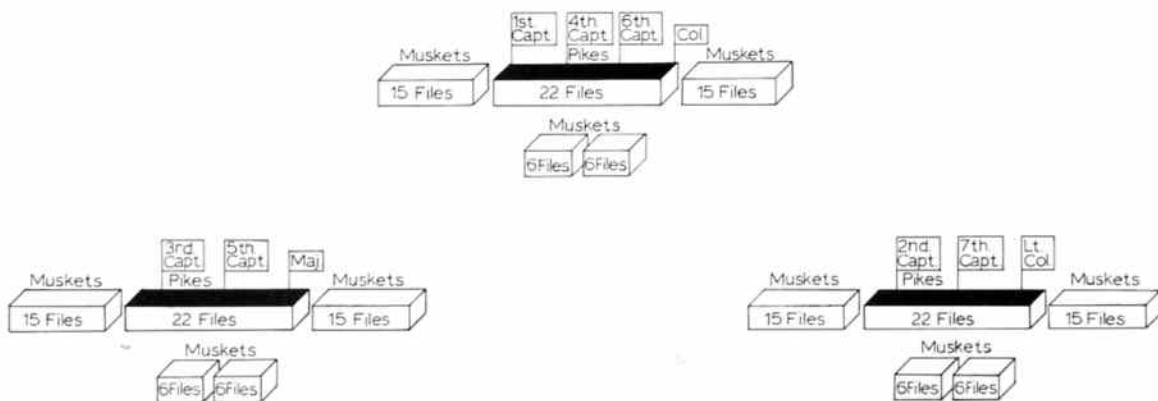 1st Capt.
4th Capt
6th Capt.
Col
Muskets
Pikes
Muskets
15 Files
22 Files
15 Files
Muskets
6Files
6Files
3rd. Capt.
5th. Capt.
Maj
Muskets
Pikes
Muskets
15 Files
22 Files
15 Files
Muskets
6Files
6Files
2nd. Capt.
7th. Capt.
Lt. Col
Muskets
Pikes
Muskets
15 Files
22 Files
15 Files
Muskets
6Files
6Files